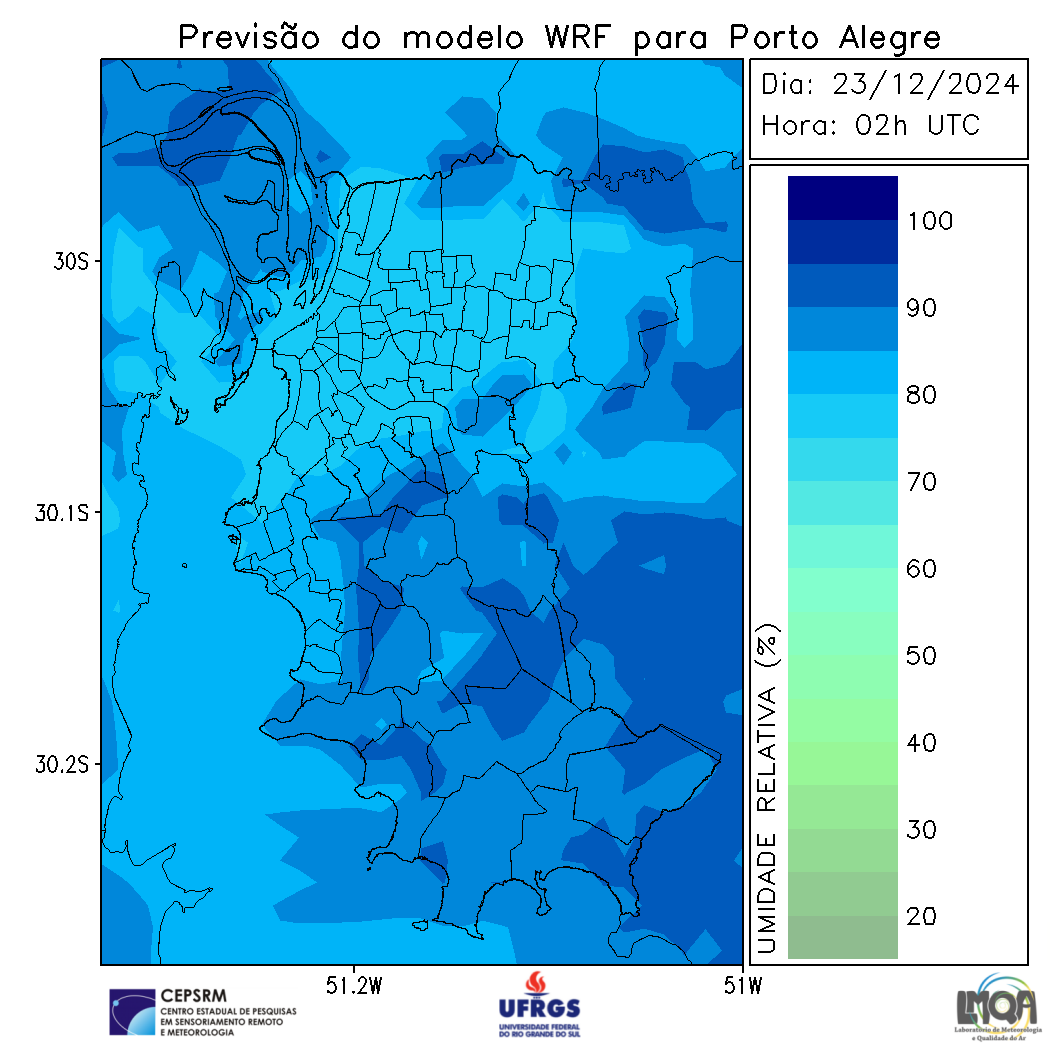 Previsão do modelo WRF para Porto Alegre
Dia: 23/12/2024
Hora: 02h UTC
30S
30.1S
30.2S
51.2W
51W
UMIDADE RELATIVA (%)
100
90
80
70
60
50
40
30
20
CEPSRM
CENTRO ESTADUAL DE PESQUISAS
EM SENSORIAMENTO REMOTO
E METEOROLOGIA
UFRGS
UNIVERSIDADE FEDERAL
DO RIO GRANDE DO SUL
LMQA
Laboratório de Meteorologia
e Qualidade do Ar